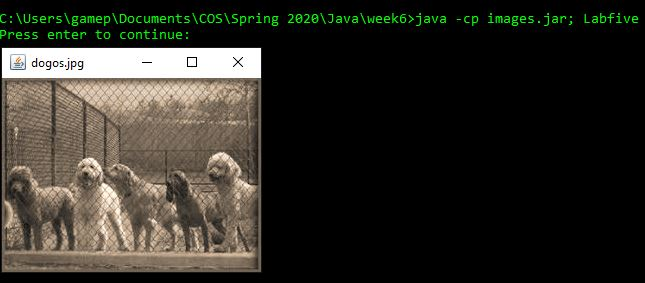 C:\Users\gamep\Documents\COS\Spring 2020\Java\week6>java -cp images.jar; Labfive
Press enter to continue:
dogos.jpg